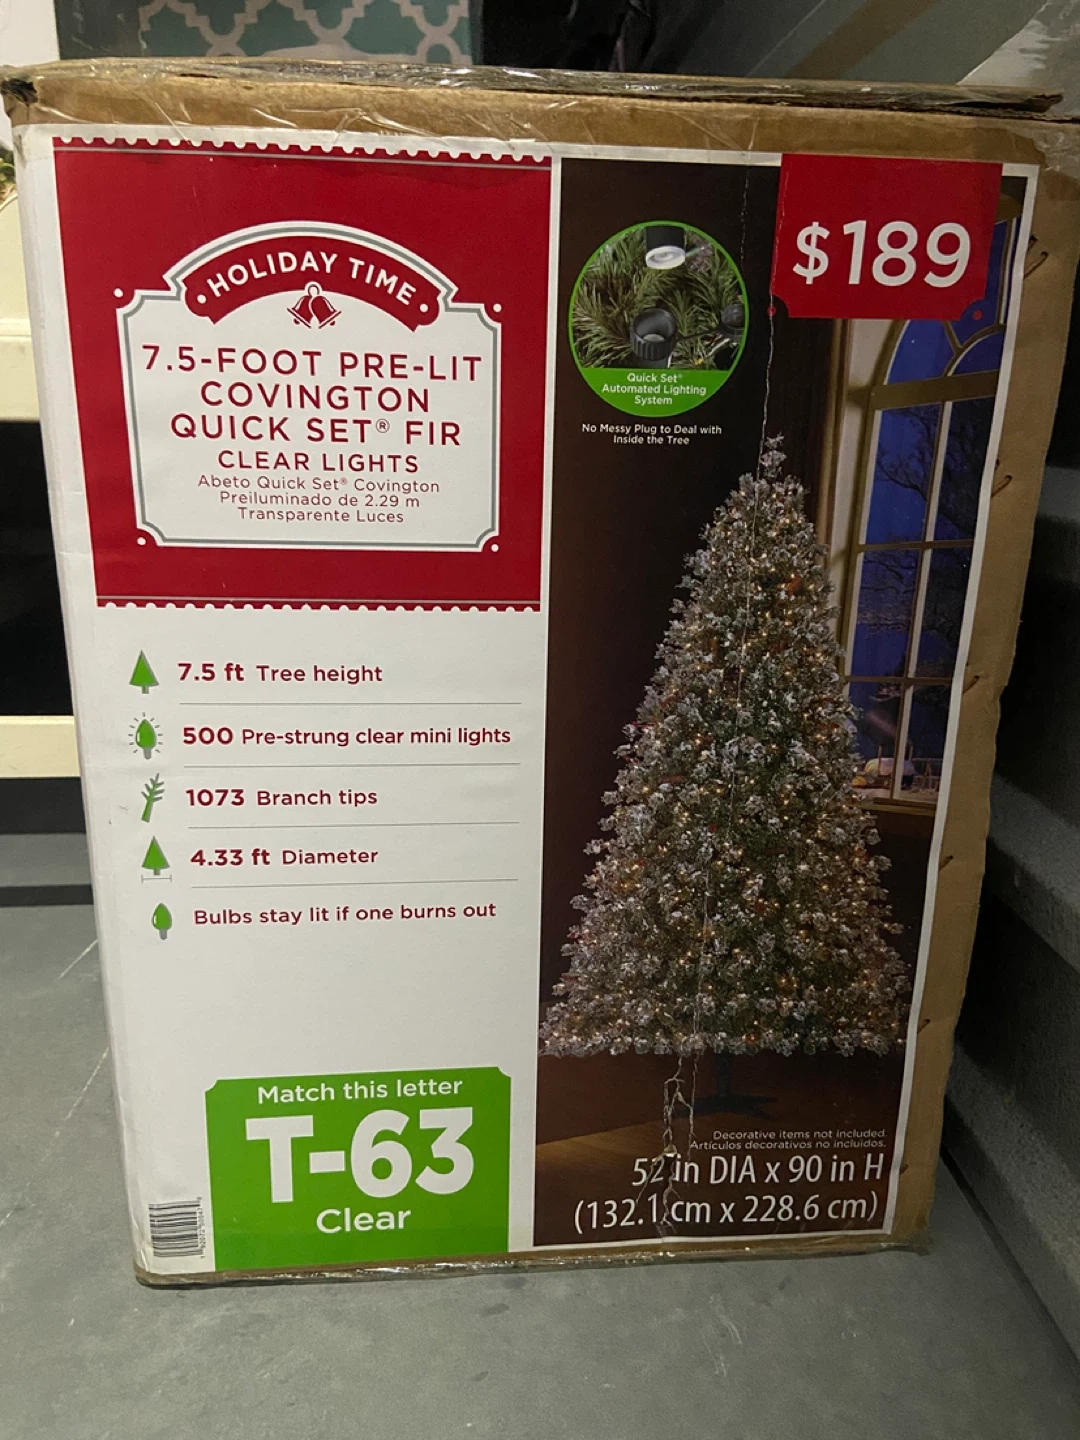 HOLIDAY TIME
7.5-FOOT PRE-LIT
COVINGTON
QUICK SET® FIR
CLEAR LIGHTS
Abeto Quick Set® Covington
Preiluminado de 2.29 m
Transparente Luces
7.5 ft Tree height
500 Pre-strung clear mini lights
1073 Branch tips
4.33 ft Diameter
Bulbs stay lit if one burns out
Match this letter
T-63
Clear
$189
Quick Set®
Automated Lighting
System
No Messy Plug to Deal with
Inside the Tree
Decorative items not included.
Artículos decorativos no incluidos.
52 in DIA x 90 in H
(132.1 cm x 228.6 cm)